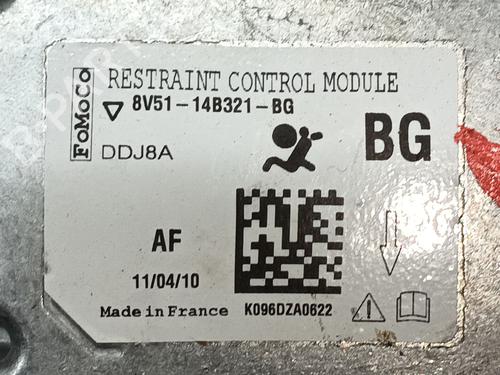 FoMoCo
RESTRAINT CONTROL MODULE
8V51-14B321-BG
DDJ8A
BG
AF
11/04/10
Made in France
K096DZA0622